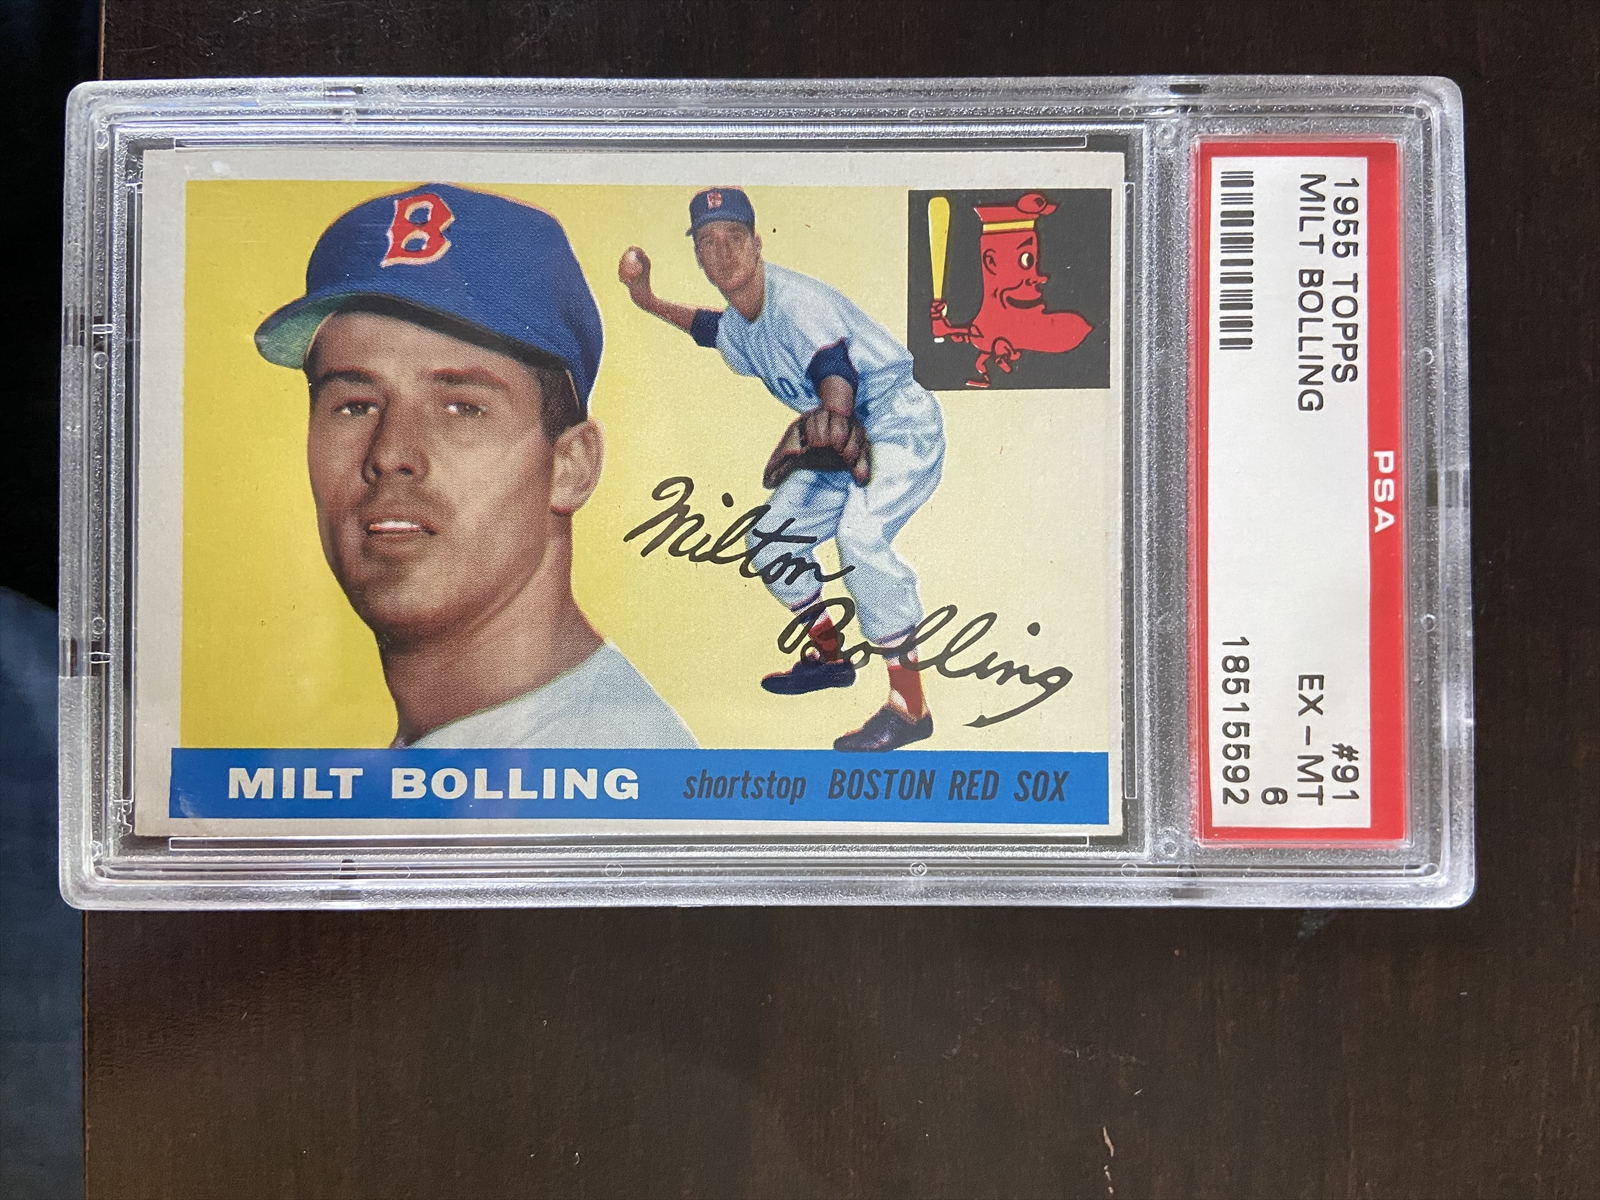 B
B
Milton
Bolling
MILT BOLLING shortstop BOSTON RED SOX
PSA
1955 TOPPS #91
MILT BOLLING EX – MT
6
18515592